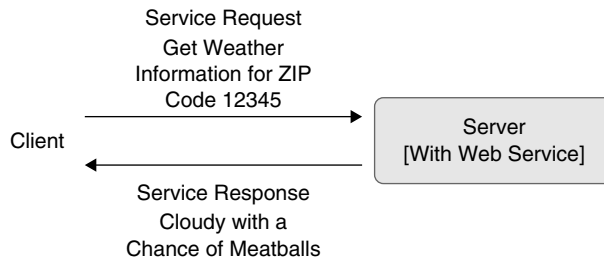 Service Request
Get Weather
Information for ZIP
Code 12345
Client
Server
[With Web Service]
Service Response
Cloudy with a
Chance of Meatballs